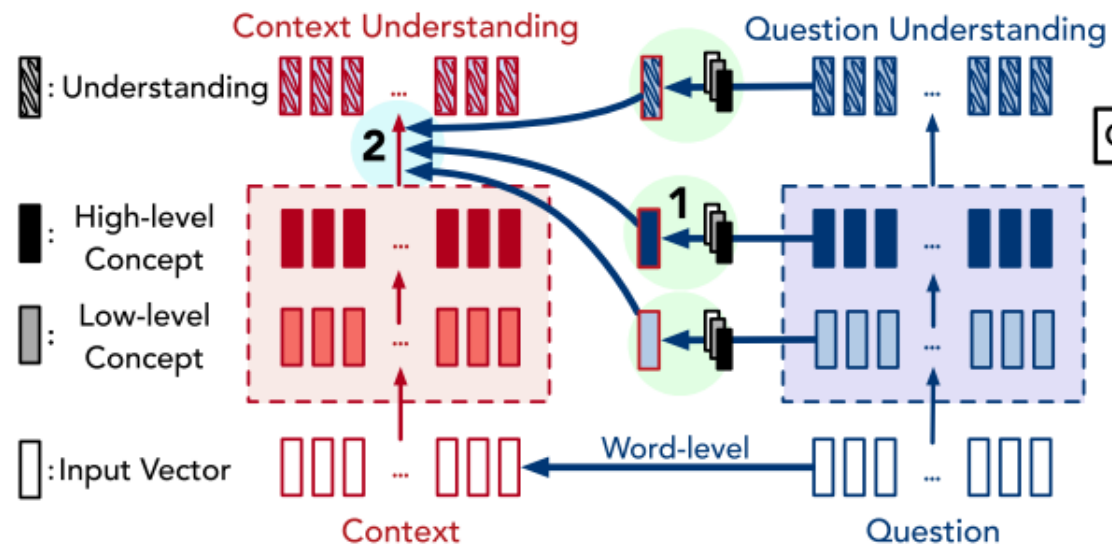 Context Understanding
Question Understanding
: Understanding
...
...
2
1
: High-level
Concept
...
...
: Low-level
Concept
...
...
: Input Vector
...
Word-level
...
Context
Question